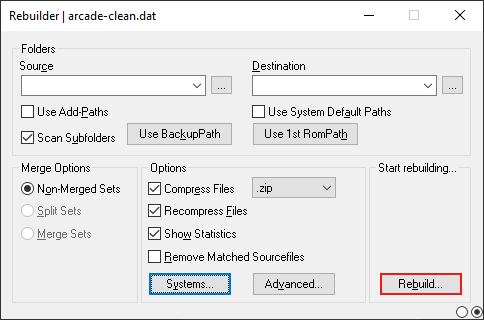 Rebuilder | arcade-clean.dat
Folders
Source
Destination
...
...
Use Add-Paths
Use System Default Paths
Scan Subfolders
Use BackupPath
Use 1st RomPath
Merge Options
Options
Start rebuilding...
Non-Merged Sets
Compress Files
.zip
Split Sets
Recompress Files
Merge Sets
Show Statistics
Remove Matched Sourcefiles
Systems...
Advanced...
Rebuild...